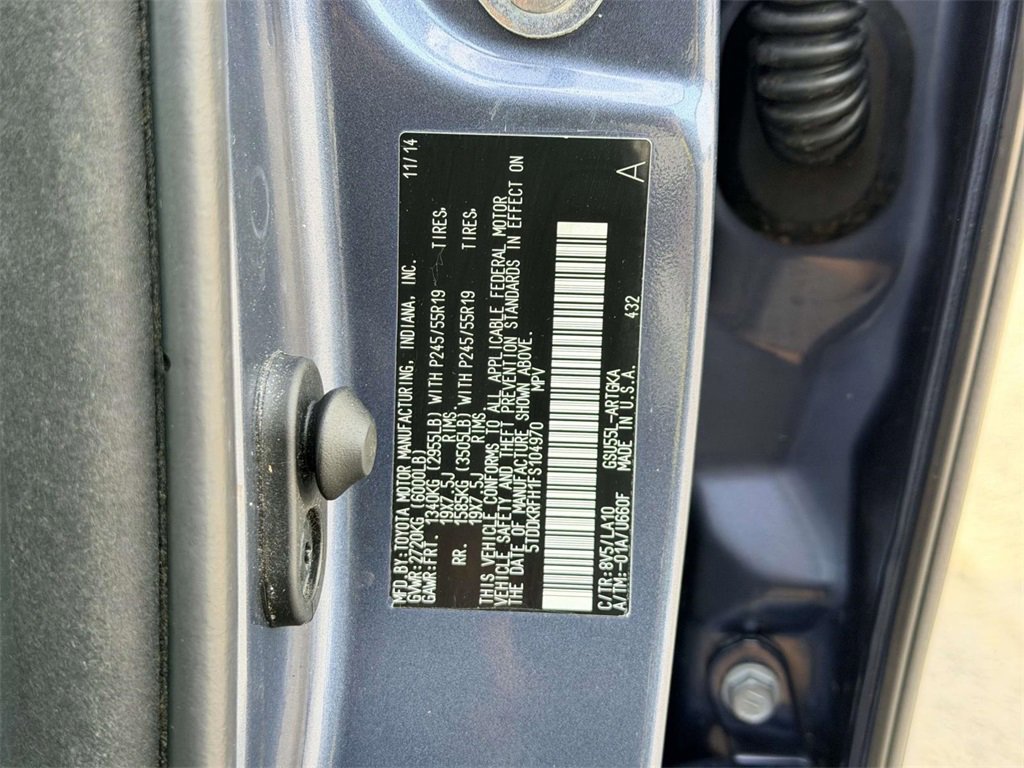 MFD.BY:TOYOTA MOTOR MANUFACTURING, INDIANA, INC. 11/14
GVWR:2720KG (6000LB)
GAWR:FRT. 1340KG (2955LB) WITH P245/55R19 TIRES,
19X7.5J RIMS
RR. 1585KG (3505LB) WITH P245/55R19 TIRES,
19X7.5J RIMS
THIS VEHICLE CONFORMS TO ALL APPLICABLE FEDERAL MOTOR
VEHICLE SAFETY AND THEFT PREVENTION STANDARDS IN EFFECT ON
THE DATE OF MANUFACTURE SHOWN ABOVE.
5TDDKRFH1FS104970 MPV
C/TR:8V5/LA10 GSU55L-ARTGKA 432
A/TM:-01A/U660F MADE IN U.S.A. A